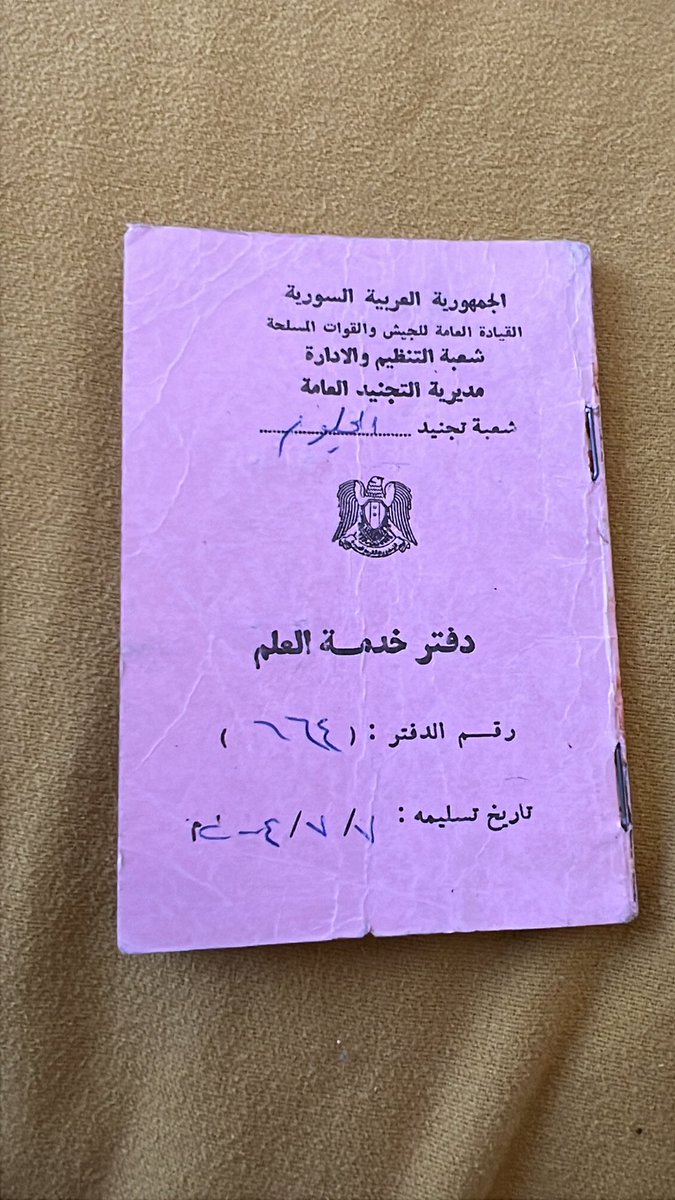 الجمهورية العربية السورية
القيادة العامة للجيش والقوات المسلحة
شعبة التنظيم والادارة
مديرية التجنيد العامة
شعبة تجنيد
دفتر خدمة العلم
رقم الدفتر : ( )
تاريخ تسليمه :